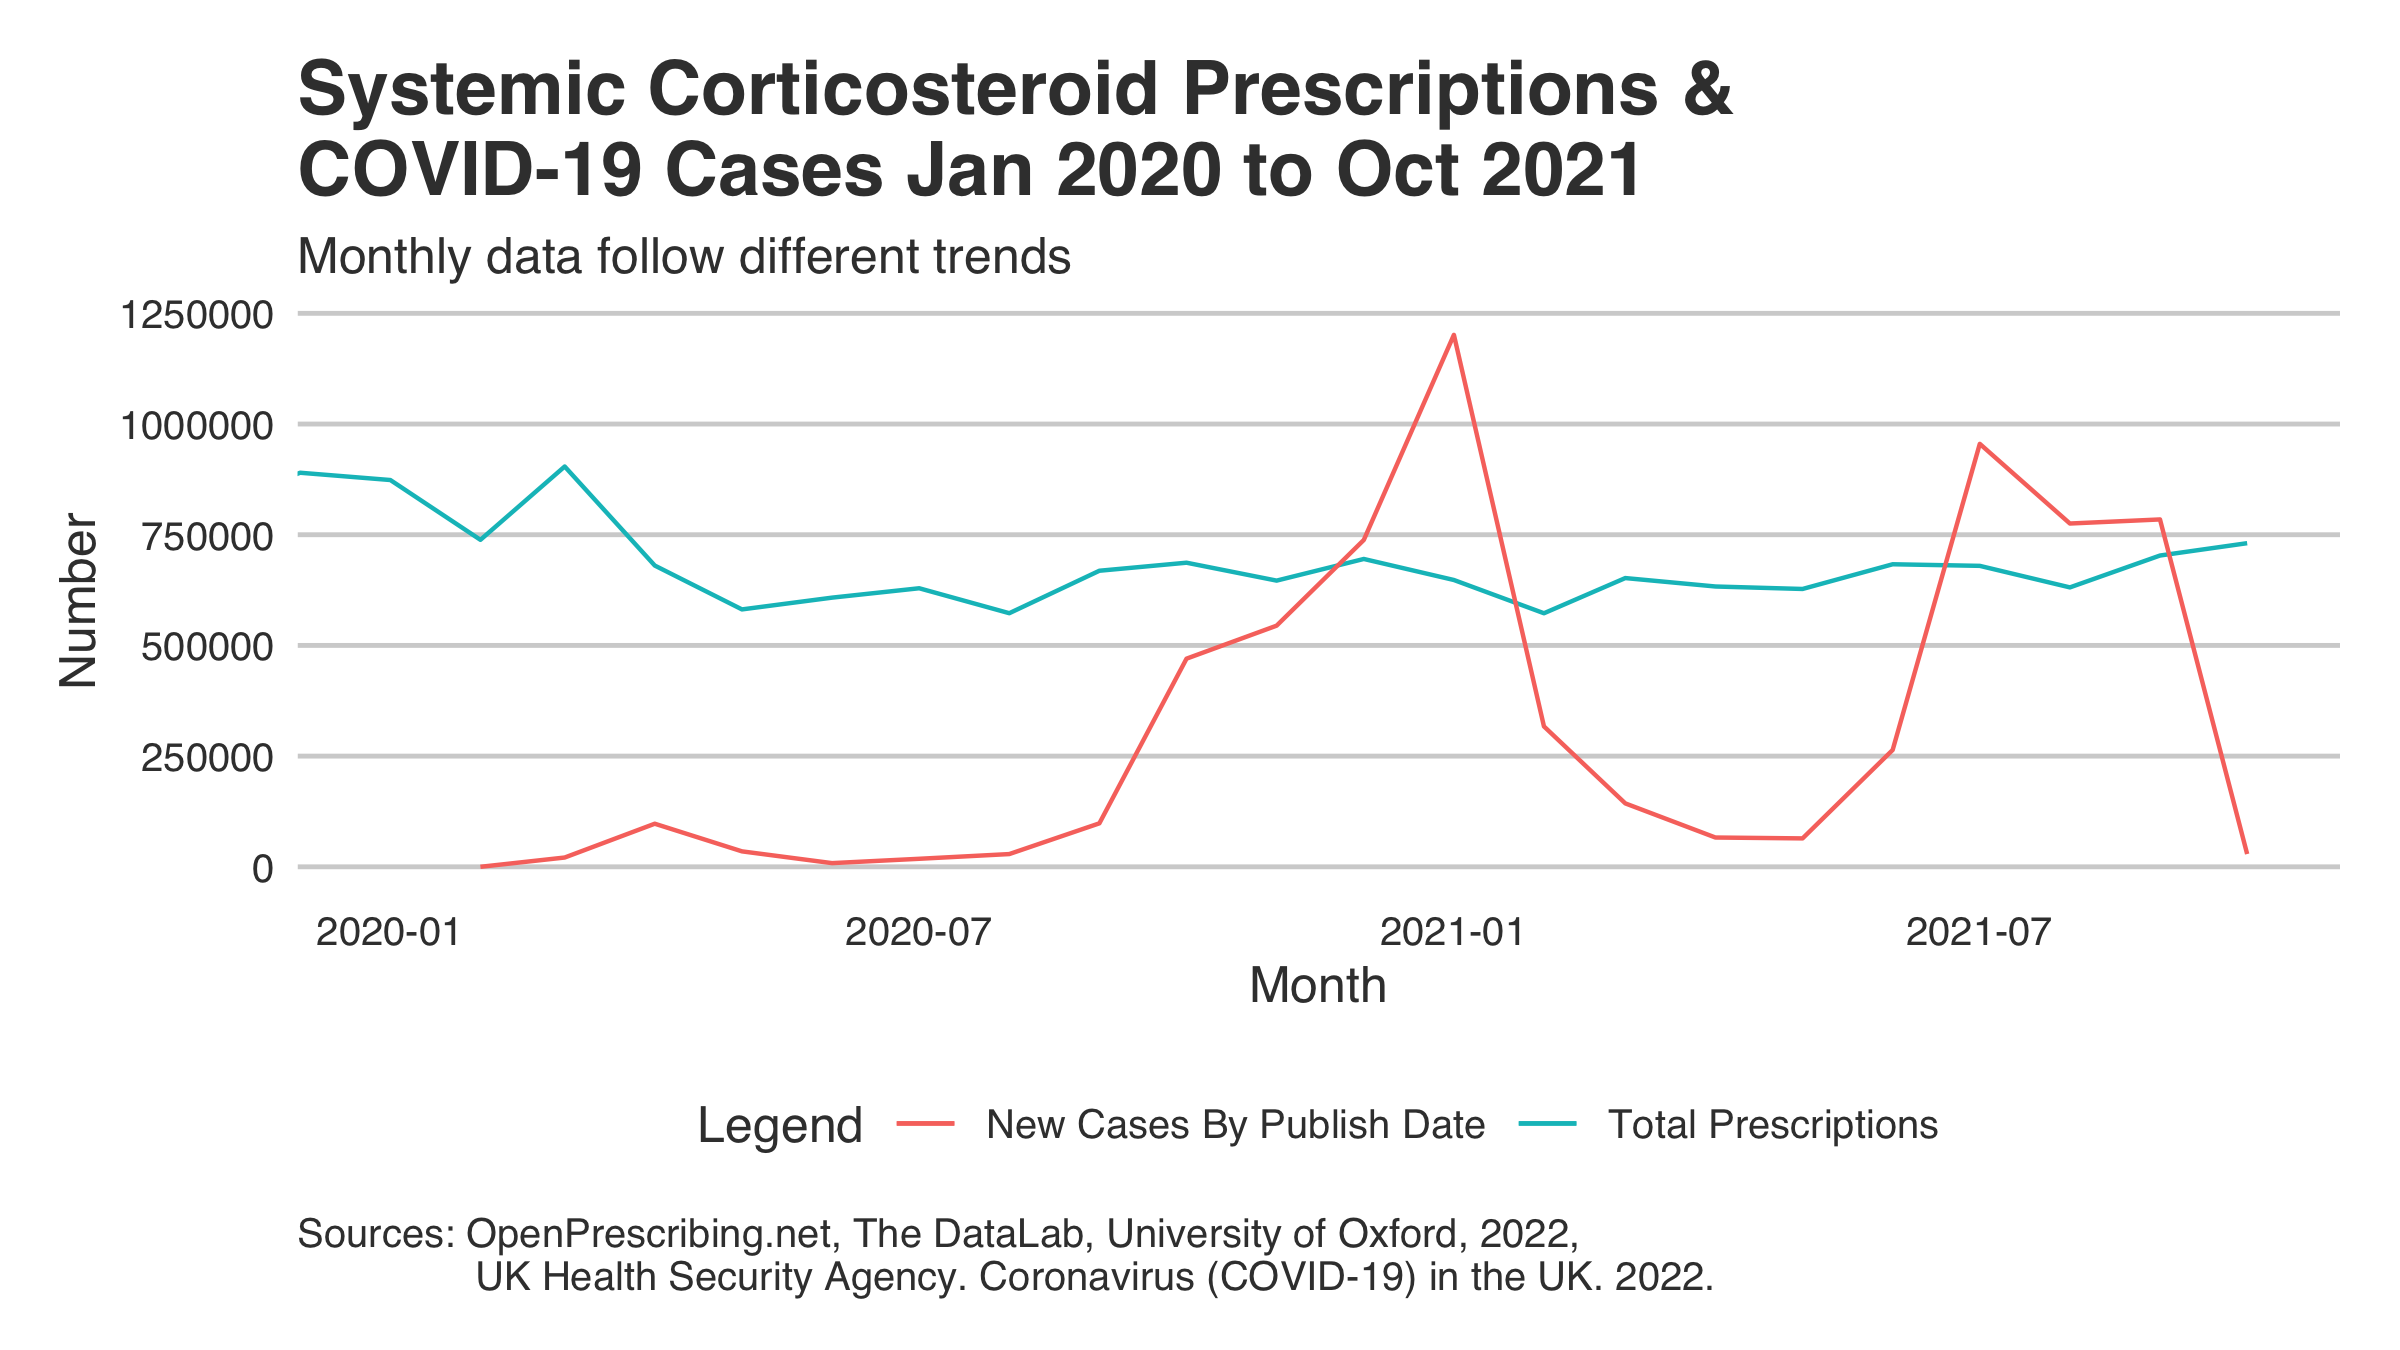 Systemic Corticosteroid Prescriptions &
COVID-19 Cases Jan 2020 to Oct 2021
Monthly data follow different trends
1250000
1000000
750000
500000
250000
0
Number
2020-01 2020-07 2021-01 2021-07
Month
Legend New Cases By Publish Date Total Prescriptions
Sources: OpenPrescribing.net, The DataLab, University of Oxford, 2022,
UK Health Security Agency. Coronavirus (COVID-19) in the UK. 2022.